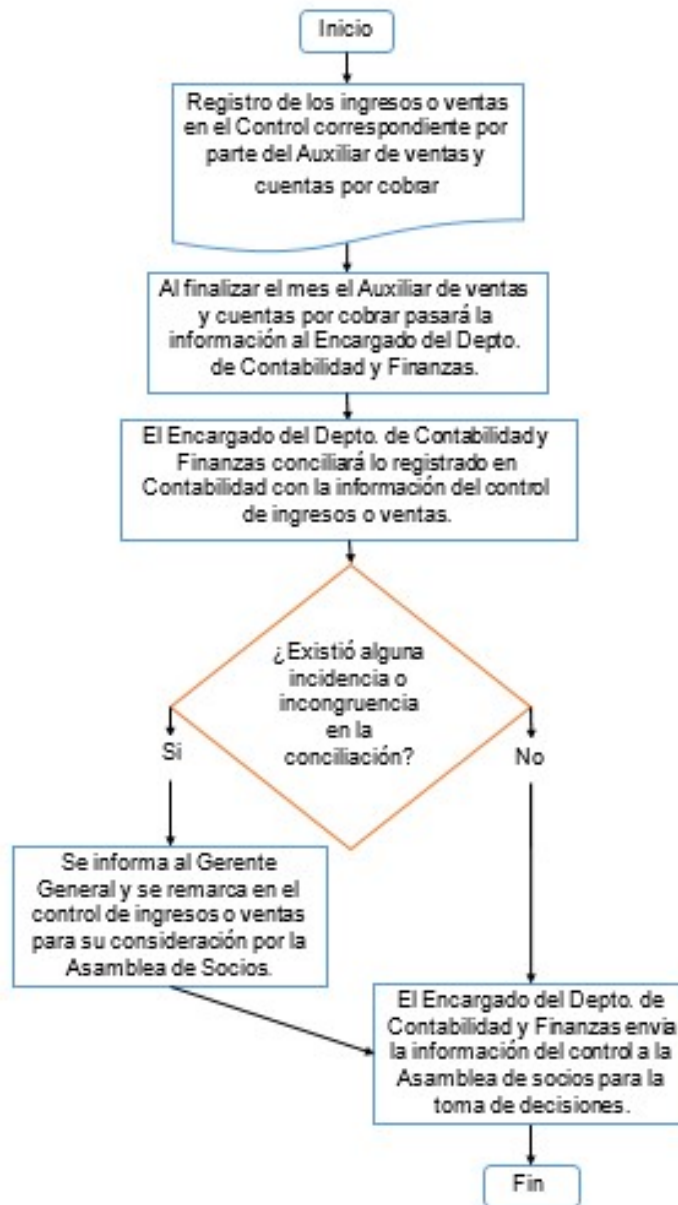 Inicio
Registro de los ingresos o ventas
en el Control correspondiente por
parte del Auxiliar de ventas y
cuentas por cobrar
Al finalizar el mes el Auxiliar de ventas
y cuentas por cobrar pasará la
información al Encargado del Depto.
de Contabilidad y Finanzas.
El Encargado del Depto. de Contabilidad y
Finanzas conciliará lo registrado en
Contabilidad con la información del control
de ingresos o ventas.
¿Existió alguna
incidencia o
incongruencia
en la
conciliación?
Si
No
Se informa al Gerente
General y se remarca en el
control de ingresos o ventas
para su consideración por la
Asamblea de Socios.
El Encargado del Depto. de
Contabilidad y Finanzas envia
la información del control a la
Asamblea de socios para la
toma de decisiones.
Fin